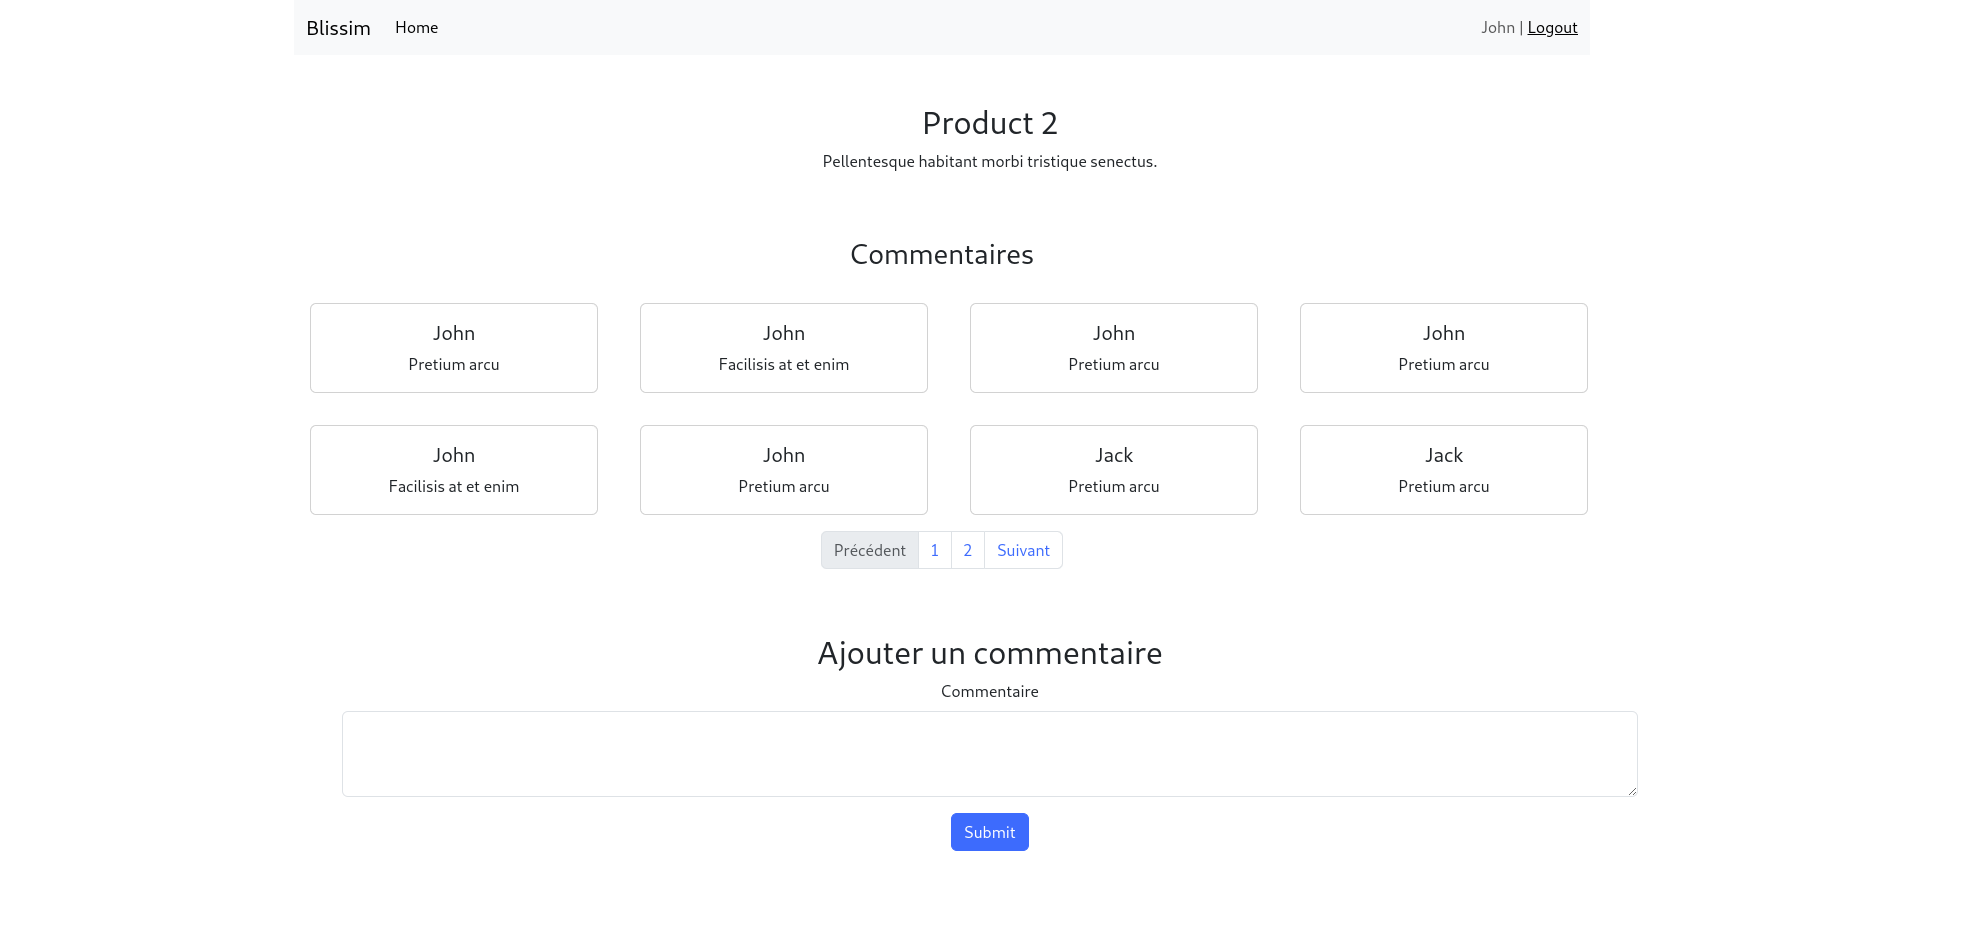 Blissim Home John | Logout
Product 2
Pellentesque habitant morbi tristique senectus.
Commentaires
John
Pretium arcu
John
Facilisis at et enim
John
Pretium arcu
John
Pretium arcu
John
Facilisis at et enim
John
Pretium arcu
Jack
Pretium arcu
Jack
Pretium arcu
Précédent 1 2 Suivant
Ajouter un commentaire
Commentaire
Submit